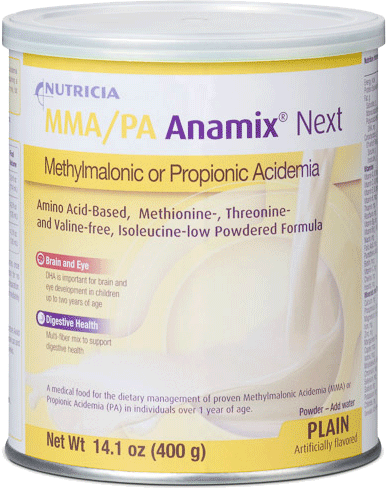 NUTRICIA
MMA/PA Anamix® Next
Methylmalonic or Propionic Acidemia
Amino Acid-Based, Methionine-, Threonine-
and Valine-free, Isoleucine-low Powdered Formula
Brain and Eye
DHA is important for brain and
eye development in children
up to two years of age
Digestive Health
Multi fiber mix to support
digestive health
A medical food for the dietary management of proven Methylmalonic Acidemia (MMA) or
Propionic Acidemia (PA) in individuals over 1 year of age.
Powder – Add water
Net Wt 14.1 oz (400 g)
PLAIN
Artificially flavored